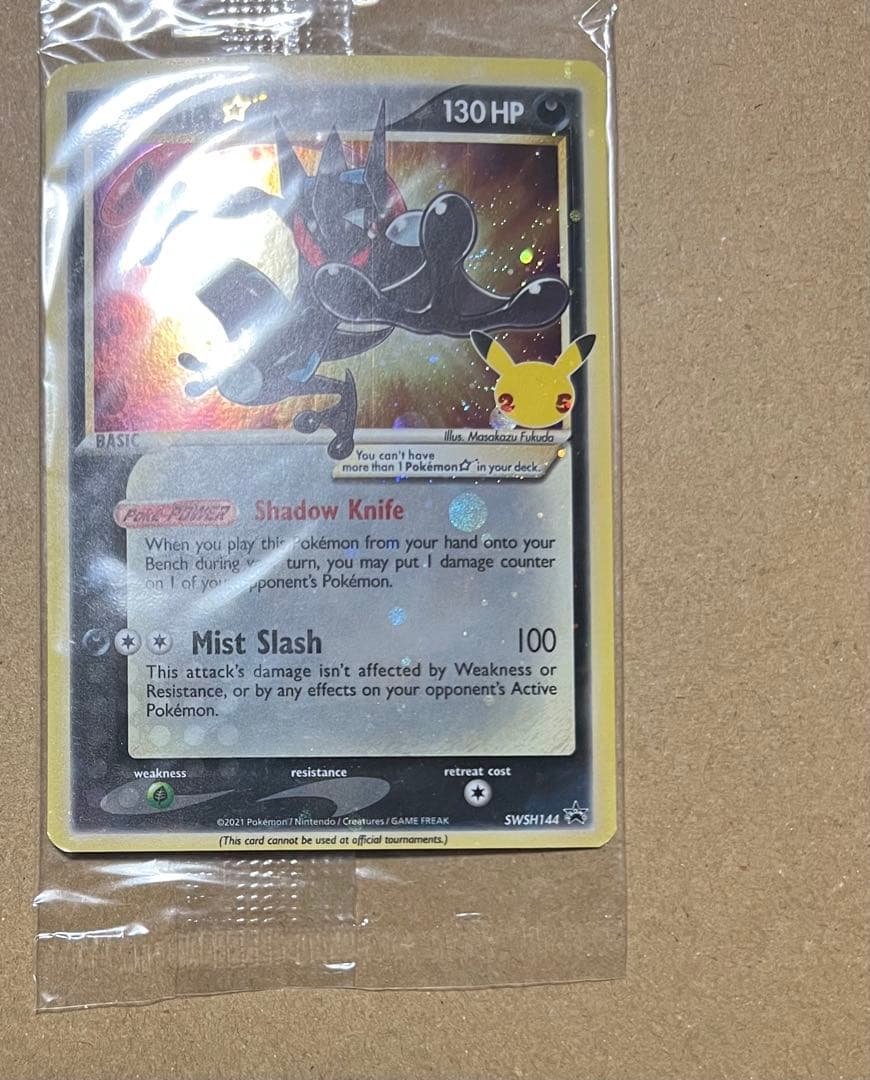 130 HP
BASIC
Illus. Masakazu Fukuda
You can't have
more than 1 Pokémon☆ in your deck.
POKÉ-POWER Shadow Knife
When you play this okémon from your hand onto your
Bench during turn, you may put 1 damage counter
on 1 of pponent's Pokémon.
Mist Slash 100
This attack's damage isn't affected by Weakness or
Resistance, or by any effects on your opponent's Active
Pokémon.
weakness resistance retreat cost
©2021 Pokémon / Nintendo / Creatures / GAME FREAK SWSH144
(This card cannot be used at official tournaments.)